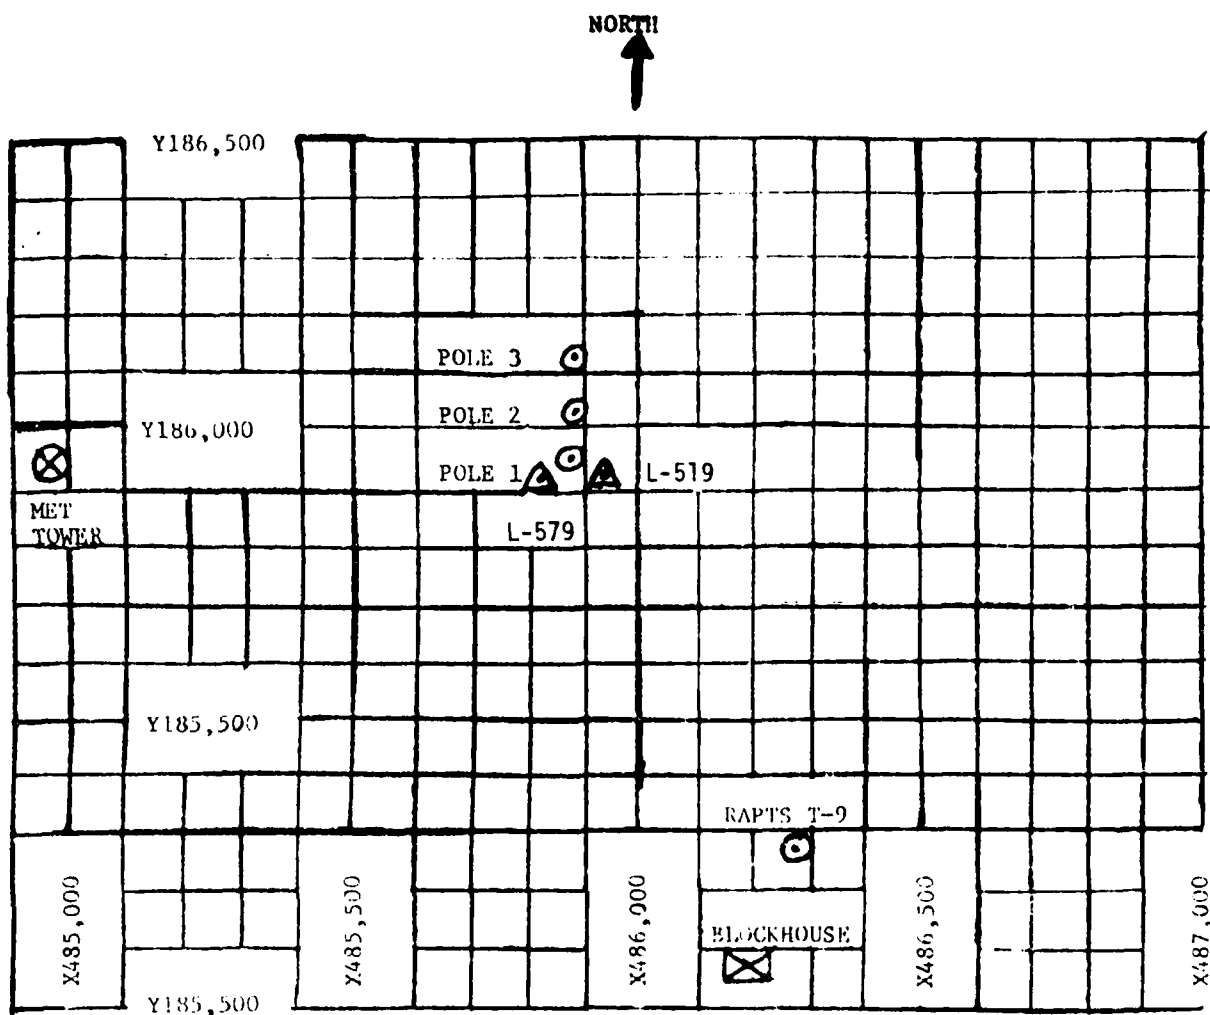 NORTH
Y186,500
POLE 3
POLE 2
Y186,000
POLE 1
L-519
MET
TOWER
L-579
Y185,500
RAPTS T-9
X485,000
X485,500
X486,000
X486,500
X487,000
BLOCKHOUSE
Y185,500